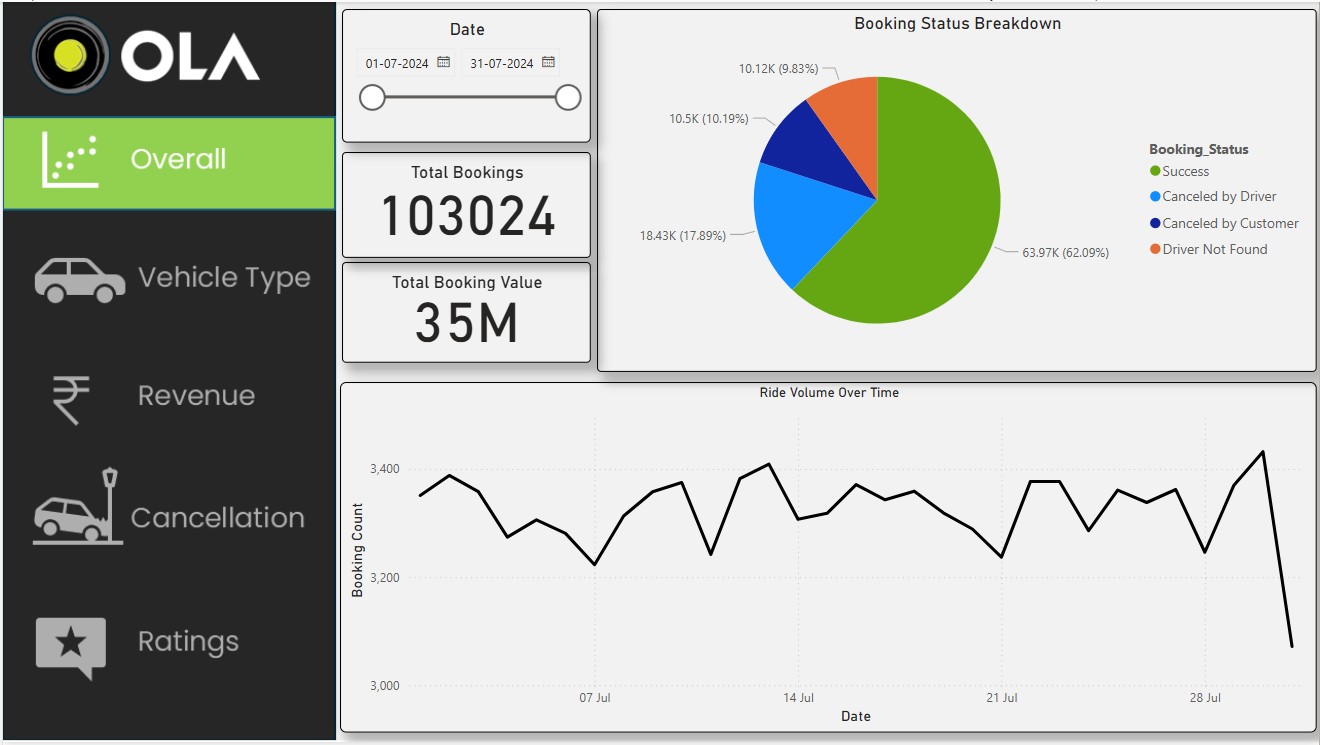 OLA
Overall
Vehicle Type
Revenue
Cancellation
Ratings
Date
01-07-2024 31-07-2024
Total Bookings
103024
Total Booking Value
35M
Booking Status Breakdown
10.12K (9.83%)
10.5K (10.19%)
18.43K (17.89%)
63.97K (62.09%)
Booking_Status
Success
Canceled by Driver
Canceled by Customer
Driver Not Found
Ride Volume Over Time
Booking Count
3,400
3,200
3,000
07 Jul 14 Jul 21 Jul 28 Jul
Date